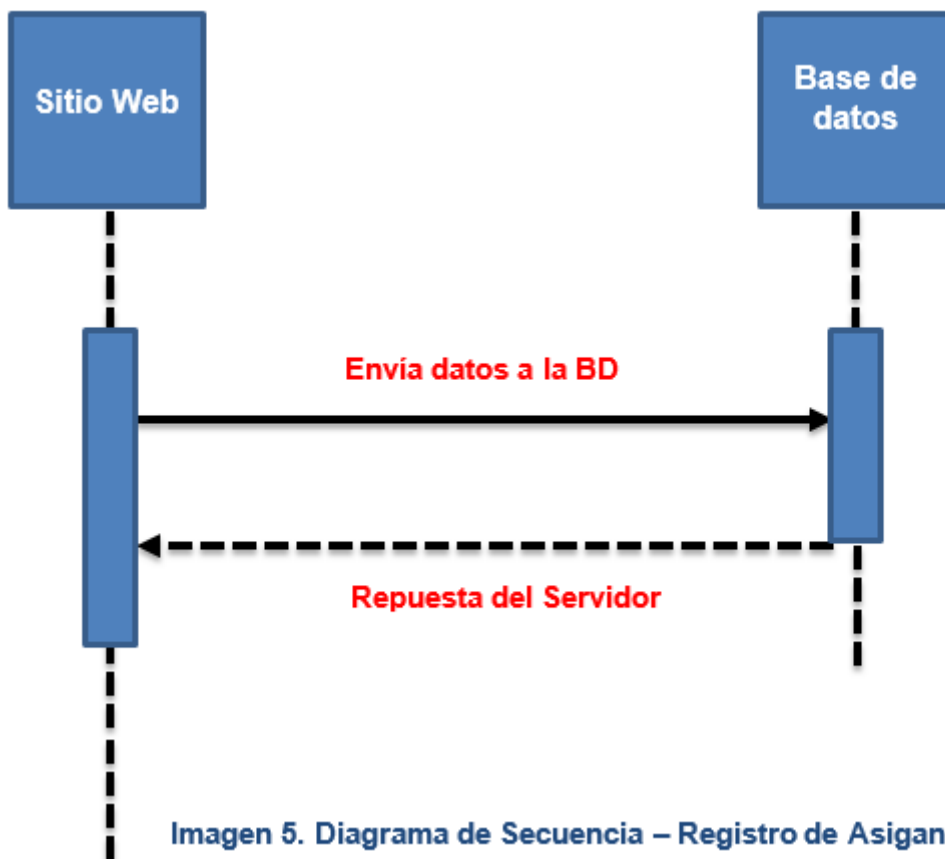 Sitio Web
Base de
datos
Envía datos a la BD
Repuesta del Servidor
Imagen 5. Diagrama de Secuencia – Registro de Asigan